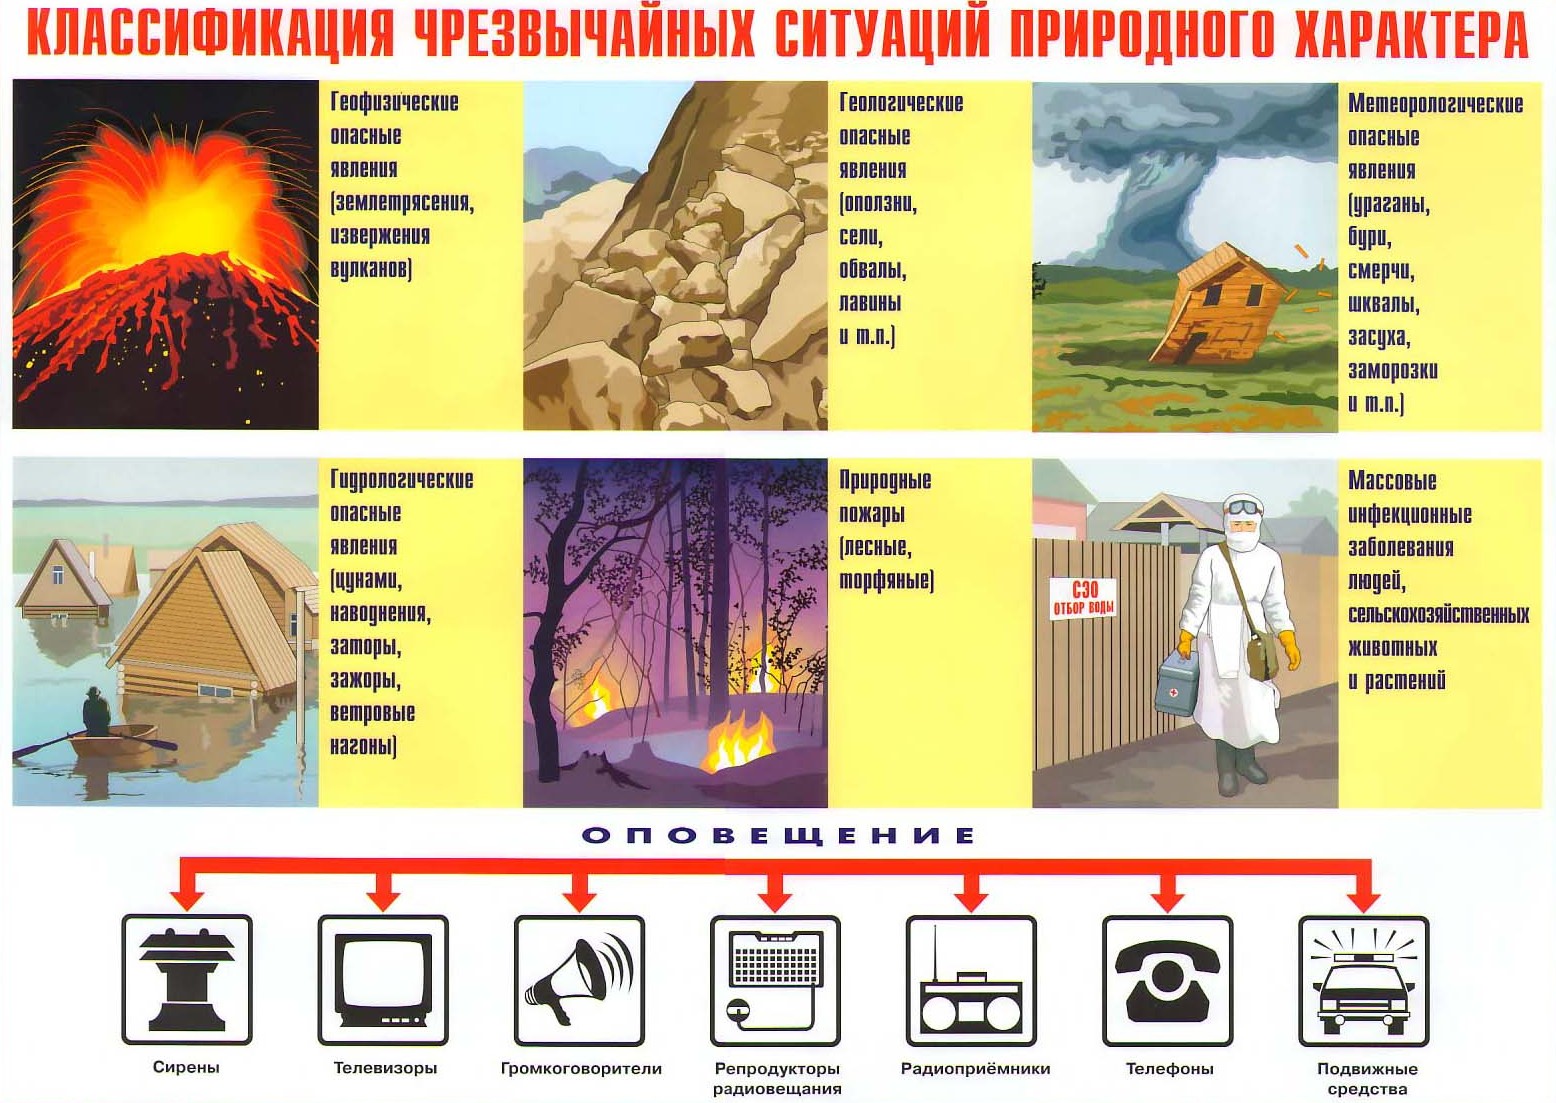 КЛАССИФИКАЦИЯ ЧРЕЗВЫЧАЙНЫХ СИТУАЦИЙ ПРИРОДНОГО ХАРАКТЕРА
Геофизические
опасные
явления
(землетрясения,
извержения
вулканов)
Геологические
опасные
явления
(оползни,
сели,
обвалы,
лавины
и т.п.)
Метеорологические
опасные
явления
(ураганы,
бури,
смерчи,
шквалы,
засуха,
заморозки
и т.п.)
Гидрологические
опасные
явления
(цунами,
наводнения,
заторы,
зажоры,
ветровые
нагоны)
Природные
пожары
(лесные,
торфяные)
СЭО
ОТБОР ВОДЫ
Массовые
инфекционные
заболевания
людей,
сельскохозяйственных
животных
и растений
ОПОВЕЩЕНИЕ
Сирены
Телевизоры
Громкоговорители
Репродукторы
радиовещания
Радиоприёмники
Телефоны
Подвижные
средства